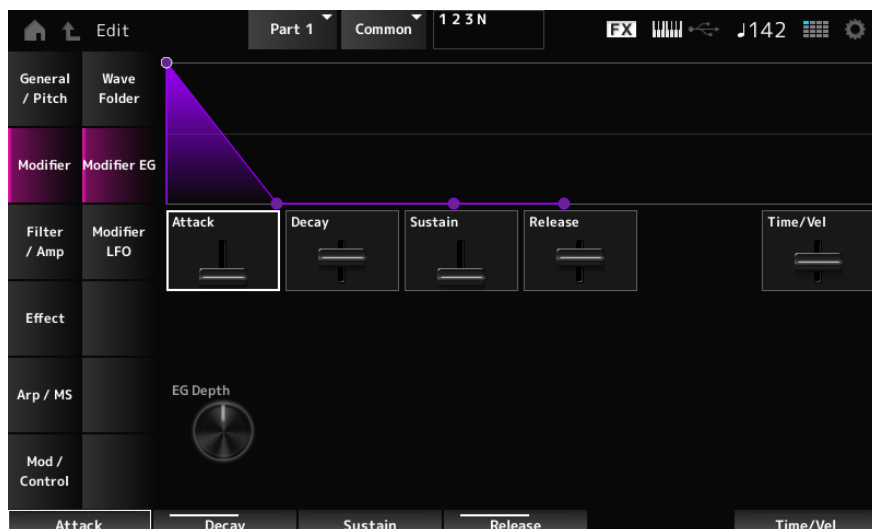 Edit
Part 1
Common
1 2 3 N
FX
♩142
General
/ Pitch
Wave
Folder
Modifier
Modifier EG
Filter
/ Amp
Modifier
LFO
Effect
Arp / MS
Mod /
Control
Attack
Decay
Sustain
Release
Time/Vel
EG Depth
Attack
Decay
Sustain
Release
Time/Vel